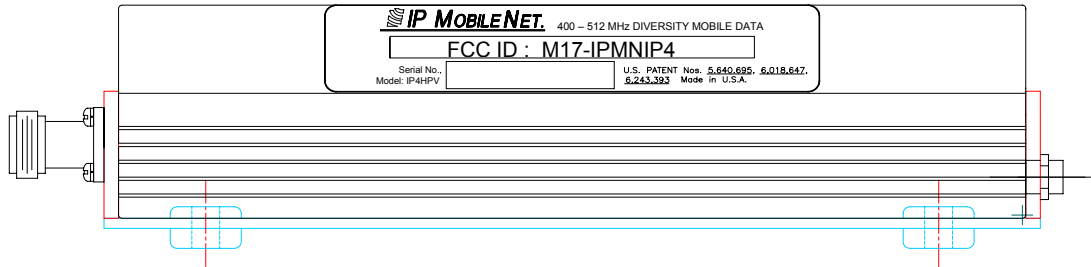 IP MOBILENET. 400 – 512 MHz DIVERSITY MOBILE DATA
FCC ID : M17-IPMNIP4
Serial No.,
Model: IP4HPV
U.S. PATENT Nos. 5,640,695, 6,018,647,
6,243,393 Made in U.S.A.